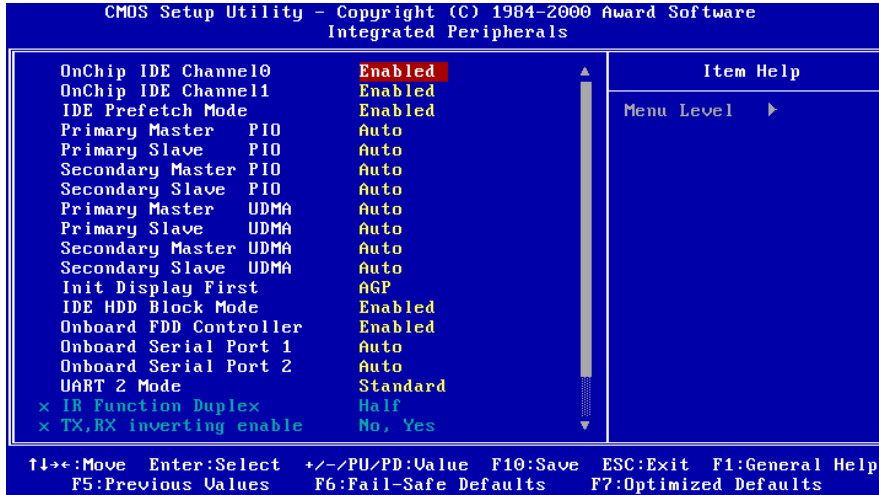 CMOS Setup Utility - Copyright (C) 1984-2000 Award Software
Integrated Peripherals
OnChip IDE Channel0 Enabled
OnChip IDE Channel1 Enabled
IDE Prefetch Mode Enabled
Primary Master PIO Auto
Primary Slave PIO Auto
Secondary Master PIO Auto
Secondary Slave PIO Auto
Primary Master UDMA Auto
Primary Slave UDMA Auto
Secondary Master UDMA Auto
Secondary Slave UDMA Auto
Init Display First AGP
IDE HDD Block Mode Enabled
Onboard FDD Controller Enabled
Onboard Serial Port 1 Auto
Onboard Serial Port 2 Auto
UART 2 Mode Standard
x IR Function Duplex Half
x TX,RX inverting enable No, Yes
Item Help
Menu Level ▶
↑↓→←:Move Enter:Select +/-/PU/PD:Value F10:Save ESC:Exit F1:General Help
F5:Previous Values F6:Fail-Safe Defaults F7:Optimized Defaults